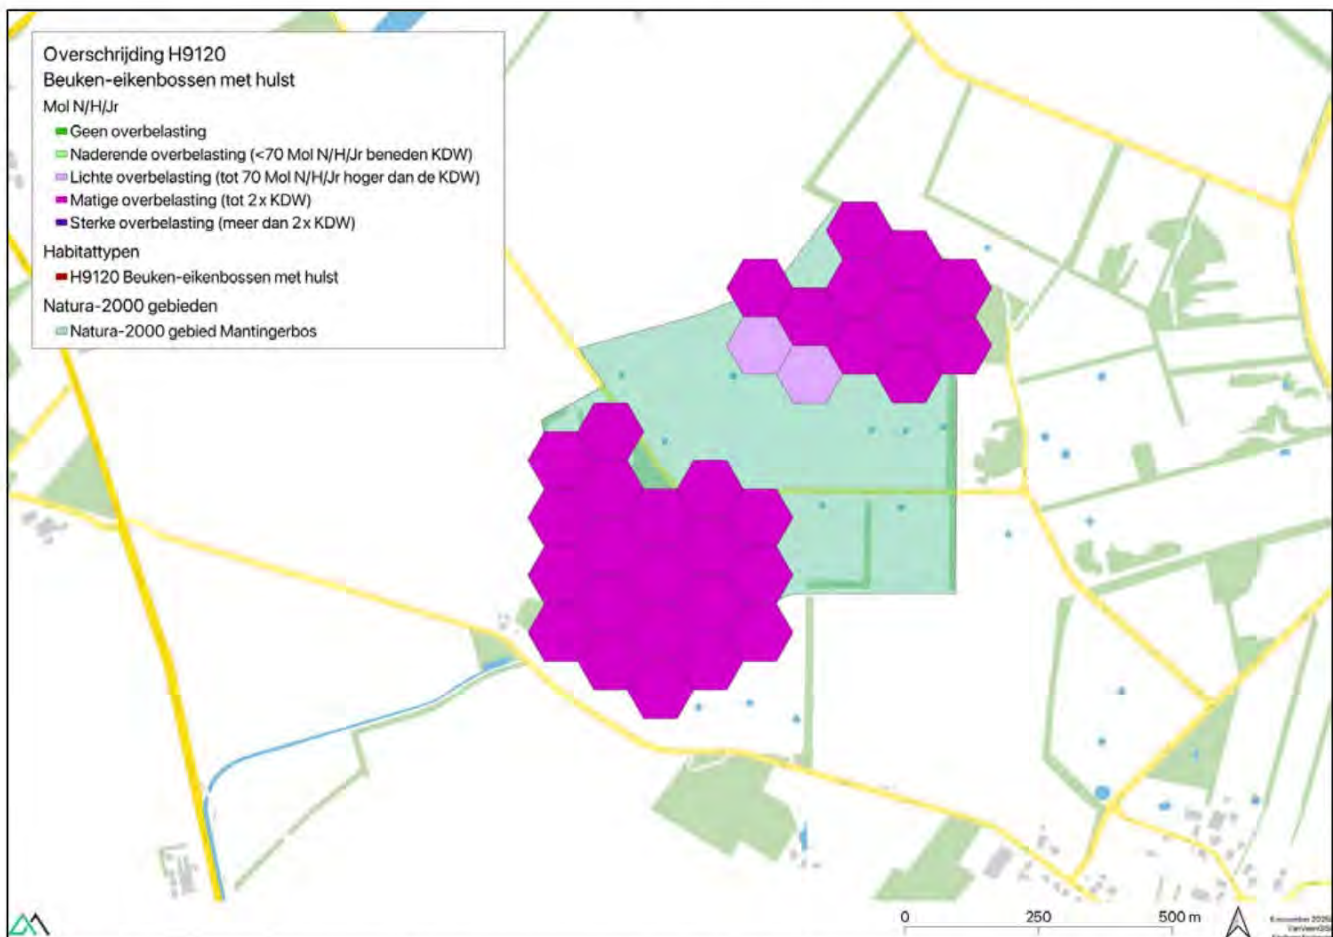 Overschrijding H9120
Beuken-eikenbossen met hulst
Mol N/H/Jr
Geen overbelasting
Naderende overbelasting (<70 Mol N/H/Jr beneden KDW)
Lichte overbelasting (tot 70 Mol N/H/Jr hoger dan de KDW)
Matige overbelasting (tot 2x KDW)
Sterke overbelasting (meer dan 2x KDW)
Habitattypen
H9120 Beuken-eikenbossen met hulst
Natura-2000 gebieden
Natura-2000 gebied Mantingerbos
0 250 500 m